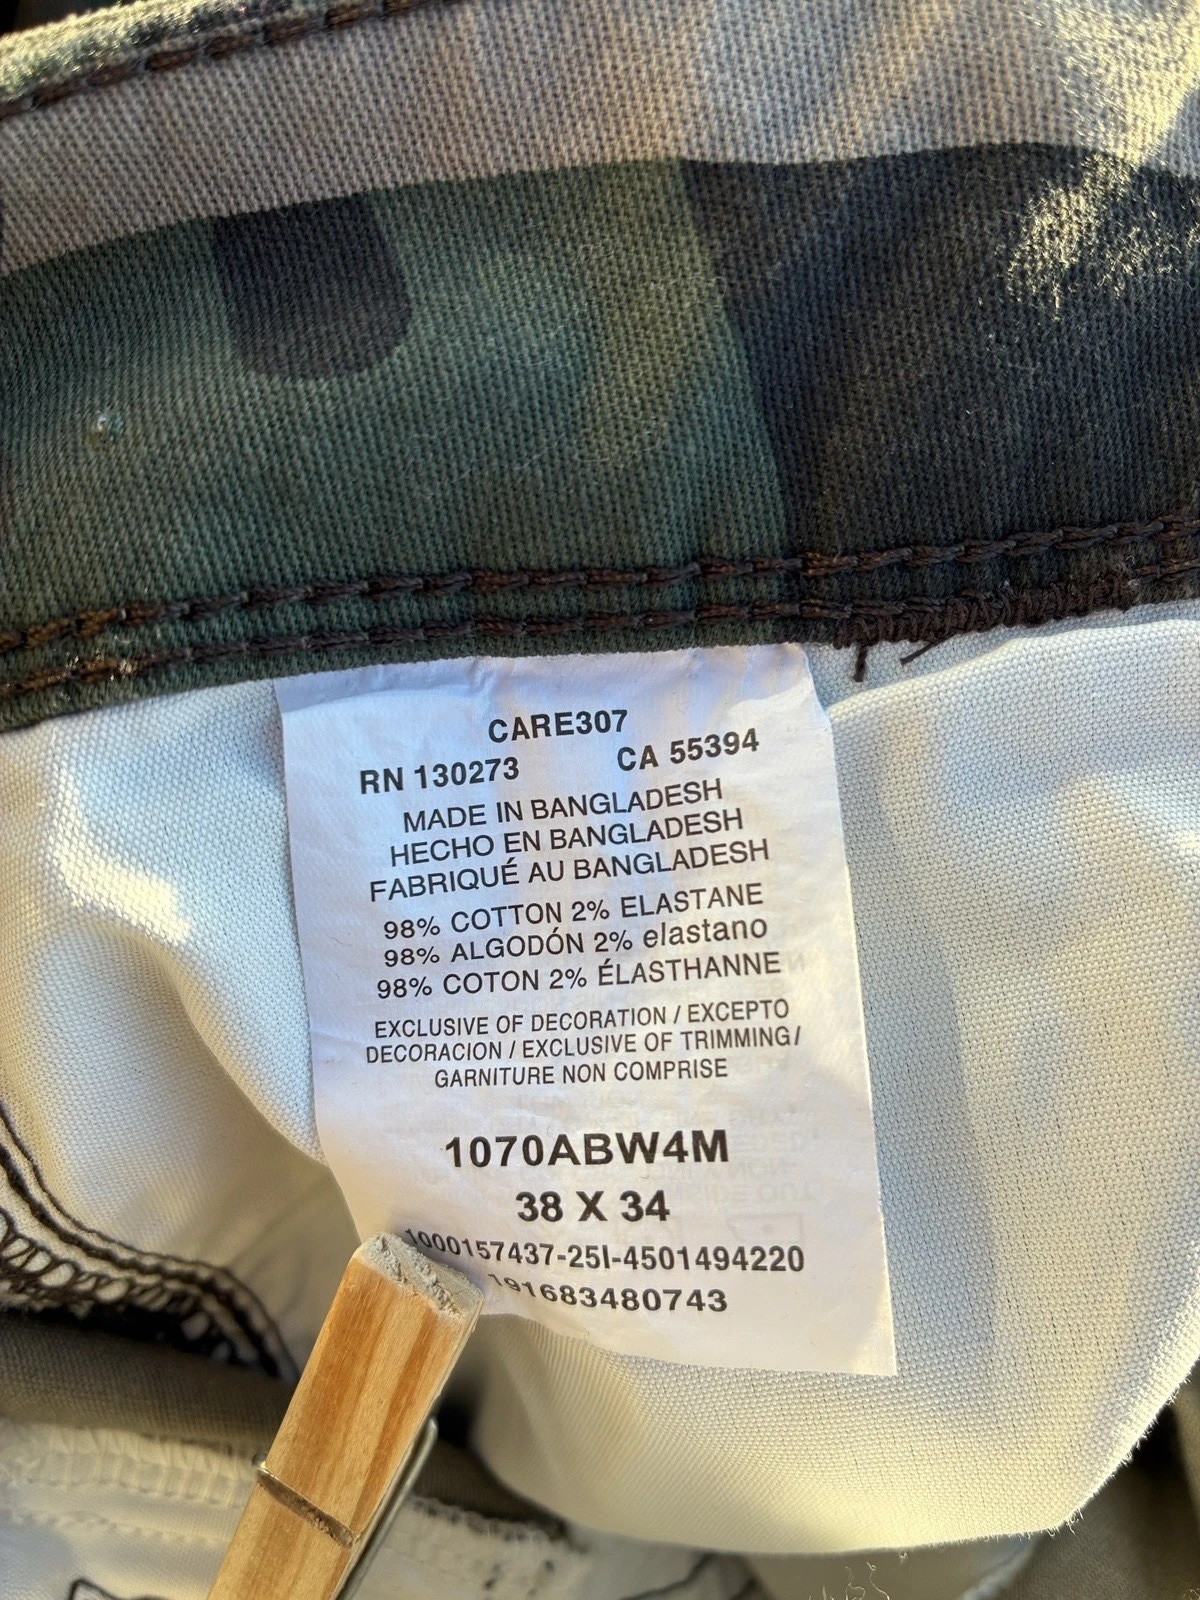 CARE307
RN 130273 CA 55394
MADE IN BANGLADESH
HECHO EN BANGLADESH
FABRIQUÉ AU BANGLADESH
98% COTTON 2% ELASTANE
98% ALGODÓN 2% elastano
98% COTON 2% ÉLASTHANNE
EXCLUSIVE OF DECORATION / EXCEPTO
DECORACION / EXCLUSIVE OF TRIMMING/
GARNITURE NON COMPRISE
1070ABW4M
38 X 34
1000157437-25I-4501494220
191683480743